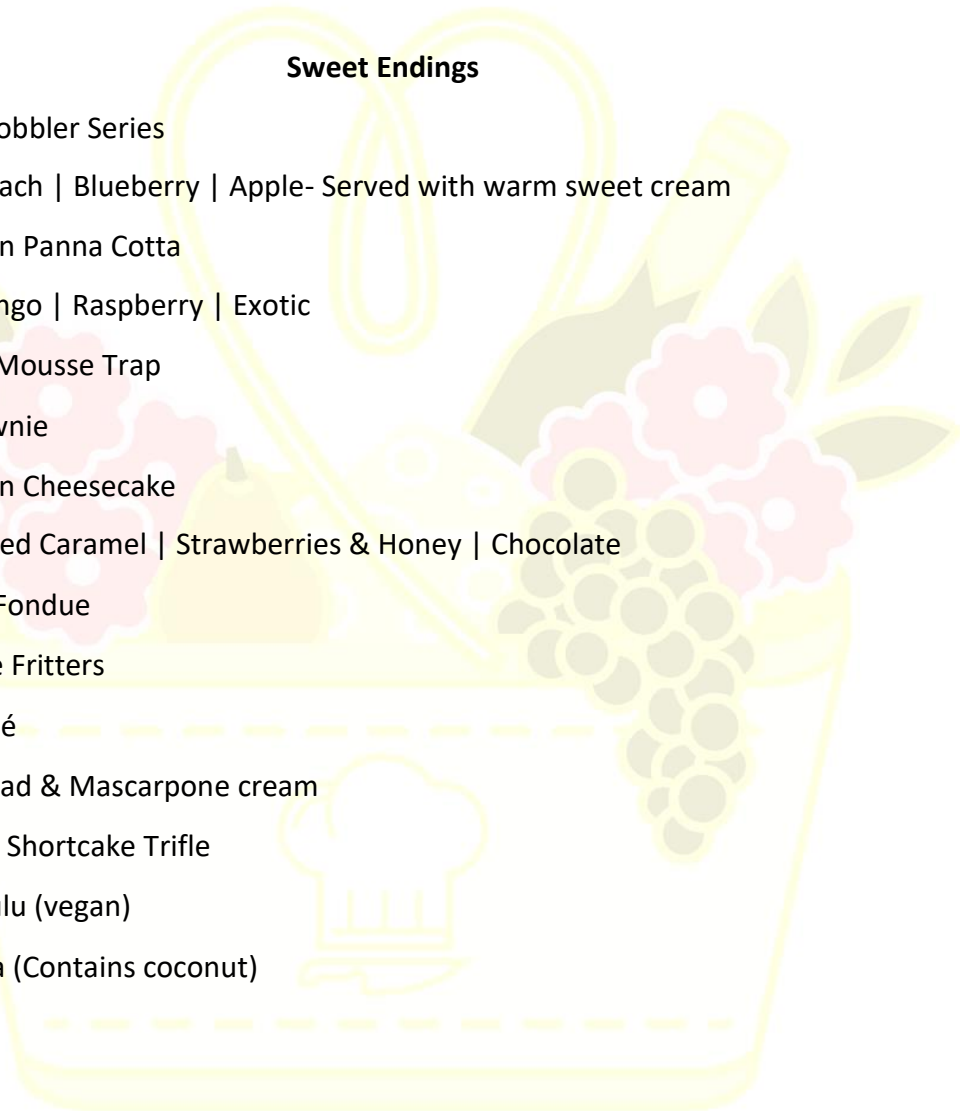 Sweet Endings
obbler Series
ach | Blueberry | Apple- Served with warm sweet cream
n Panna Cotta
ngo | Raspberry | Exotic
Mousse Trap
wnie
n Cheesecake
ed Caramel | Strawberries & Honey | Chocolate
Fondue
e Fritters
é
ad & Mascarpone cream
Shortcake Trifle
ulu (vegan)
a (Contains coconut)